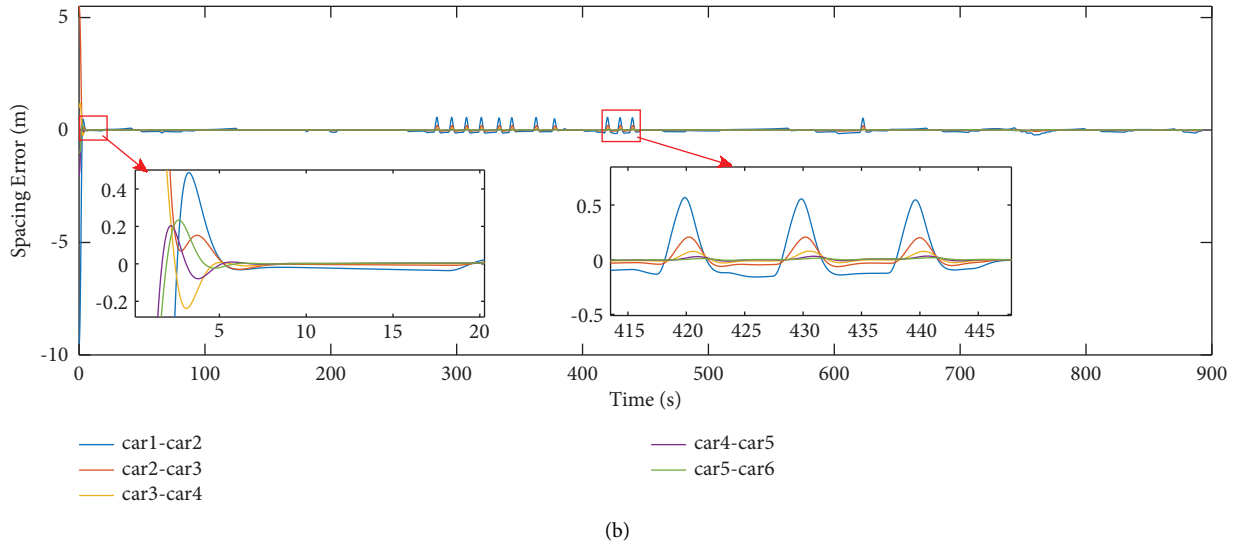 5
0
-5
-10
Spacing Error (m)
0.4
0.2
0
-0.2
5 10 15 20
0.5
0
-0.5
415 420 425 430 435 440 445
0 100 200 300 400 500 600 700 800 900
Time (s)
car1-car2 car4-car5
car2-car3 car5-car6
car3-car4
(b)